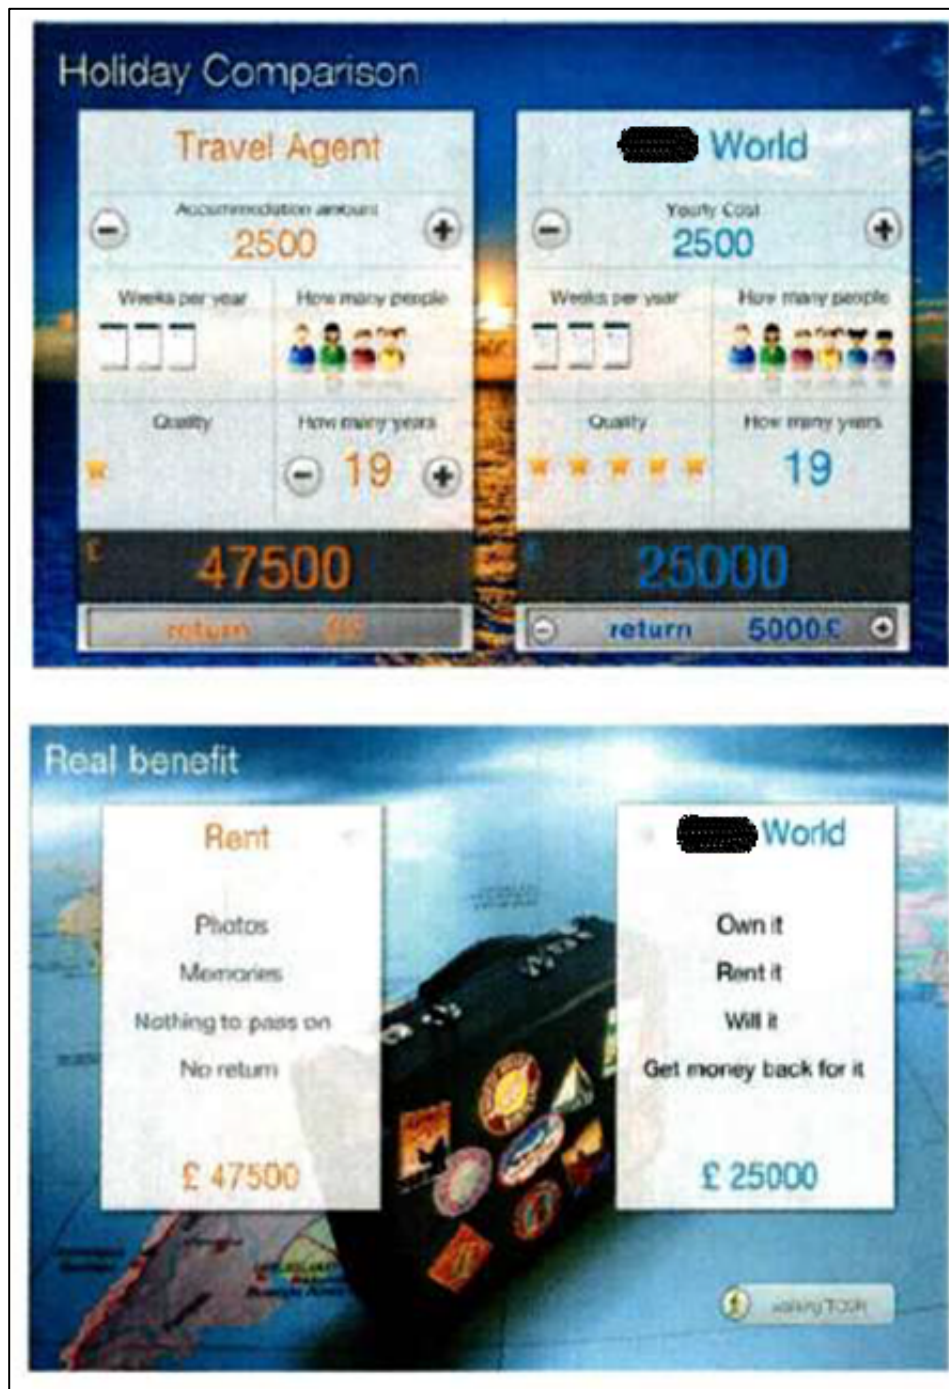 Holiday Comparison
Travel Agent
World
Accommodation amount
2500
Yearly Cost
2500
Weeks per year
How many people
Weeks per year
How many people
Quality
How many years
19
Quality
How many years
19
£
47500
£
25000
return
return 5000£
Real benefit
Rent
World
Photos
Memories
Nothing to pass on
No return
£ 47500
Own it
Rent it
Will it
Get money back for it
£ 25000
TOUR